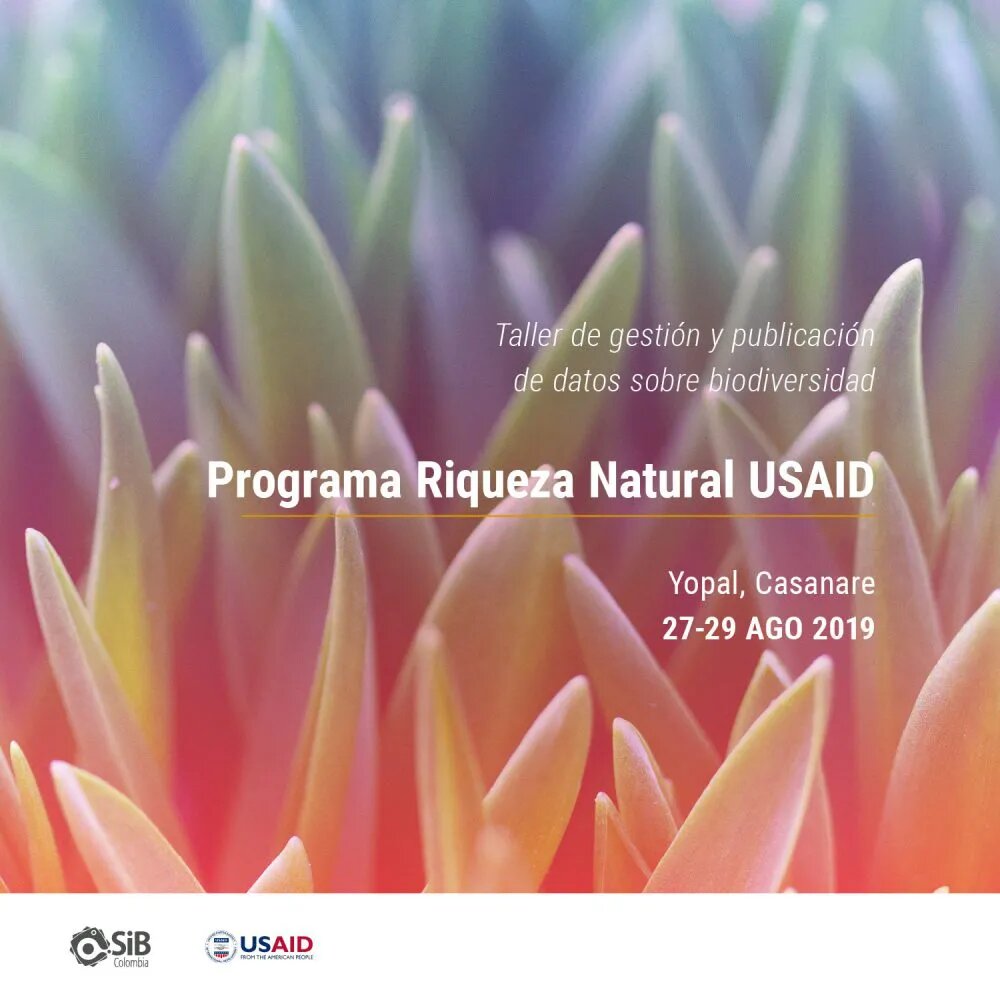 Taller de gestión y publicación
de datos sobre biodiversidad
Programa Riqueza Natural USAID
Yopal, Casanare
27-29 AGO 2019
SiB
Colombia
USAID
FROM THE AMERICAN PEOPLE